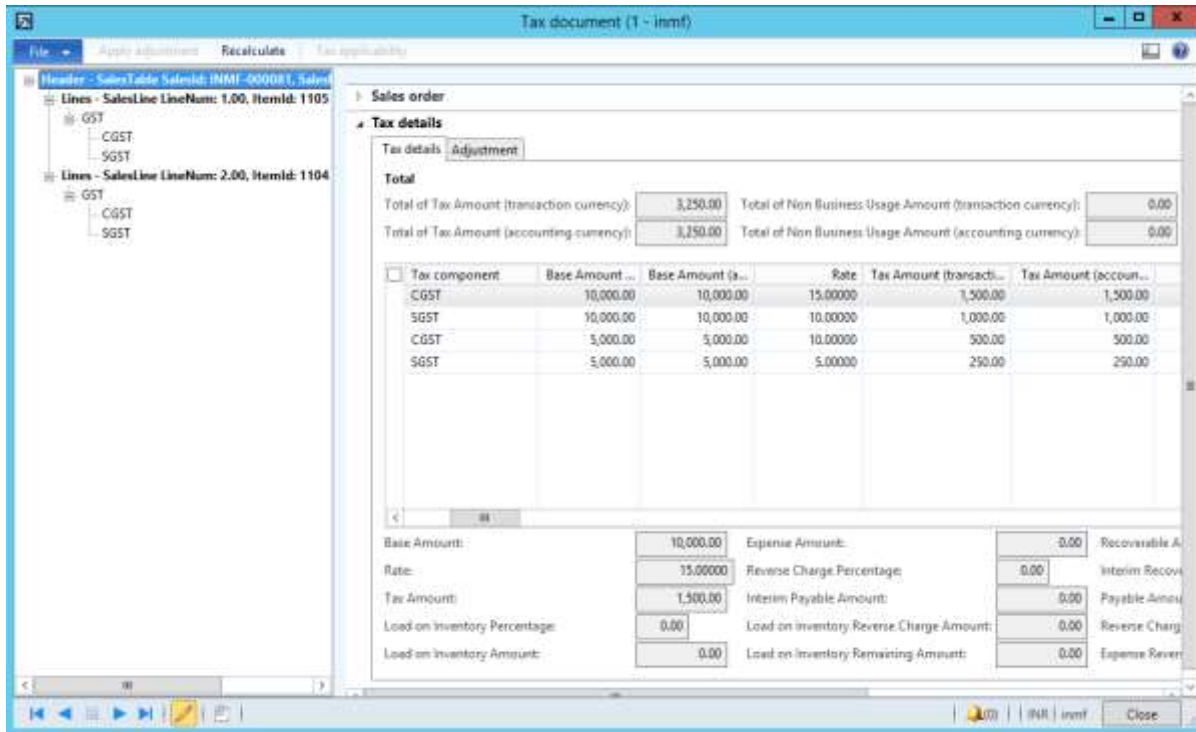 Tax document (1 - inmf)
File Apply adjustment Recalculate Tax applicability
Header - SalesTable SalesId: INMF-000081, Sales
Lines - SalesLine LineNum: 1.00, ItemId: 1105
GST
CGST
SGST
Lines - SalesLine LineNum: 2.00, ItemId: 1104
GST
CGST
SGST
Sales order
Tax details
Tax details Adjustment
Total
Total of Tax Amount (transaction currency): 3,250.00 Total of Non Business Usage Amount (transaction currency): 0.00
Total of Tax Amount (accounting currency): 3,250.00 Total of Non Business Usage Amount (accounting currency): 0.00
Tax component Base Amount ... Base Amount (a... Rate Tax Amount (transacti... Tax Amount (accoun...
CGST 10,000.00 10,000.00 15.00000 1,500.00 1,500.00
SGST 10,000.00 10,000.00 10.00000 1,000.00 1,000.00
CGST 5,000.00 5,000.00 10.00000 500.00 500.00
SGST 5,000.00 5,000.00 5.00000 250.00 250.00
Base Amount: 10,000.00 Expense Amount: 0.00 Recoverable A
Rate: 15.00000 Reverse Charge Percentage: 0.00 Interim Recov
Tax Amount: 1,500.00 Interim Payable Amount: 0.00 Payable Amou
Load on Inventory Percentage: 0.00 Load on Inventory Reverse Charge Amount: 0.00 Reverse Charg
Load on Inventory Amount: 0.00 Load on Inventory Remaining Amount: 0.00 Expense Rever
(0) INR inmf Close